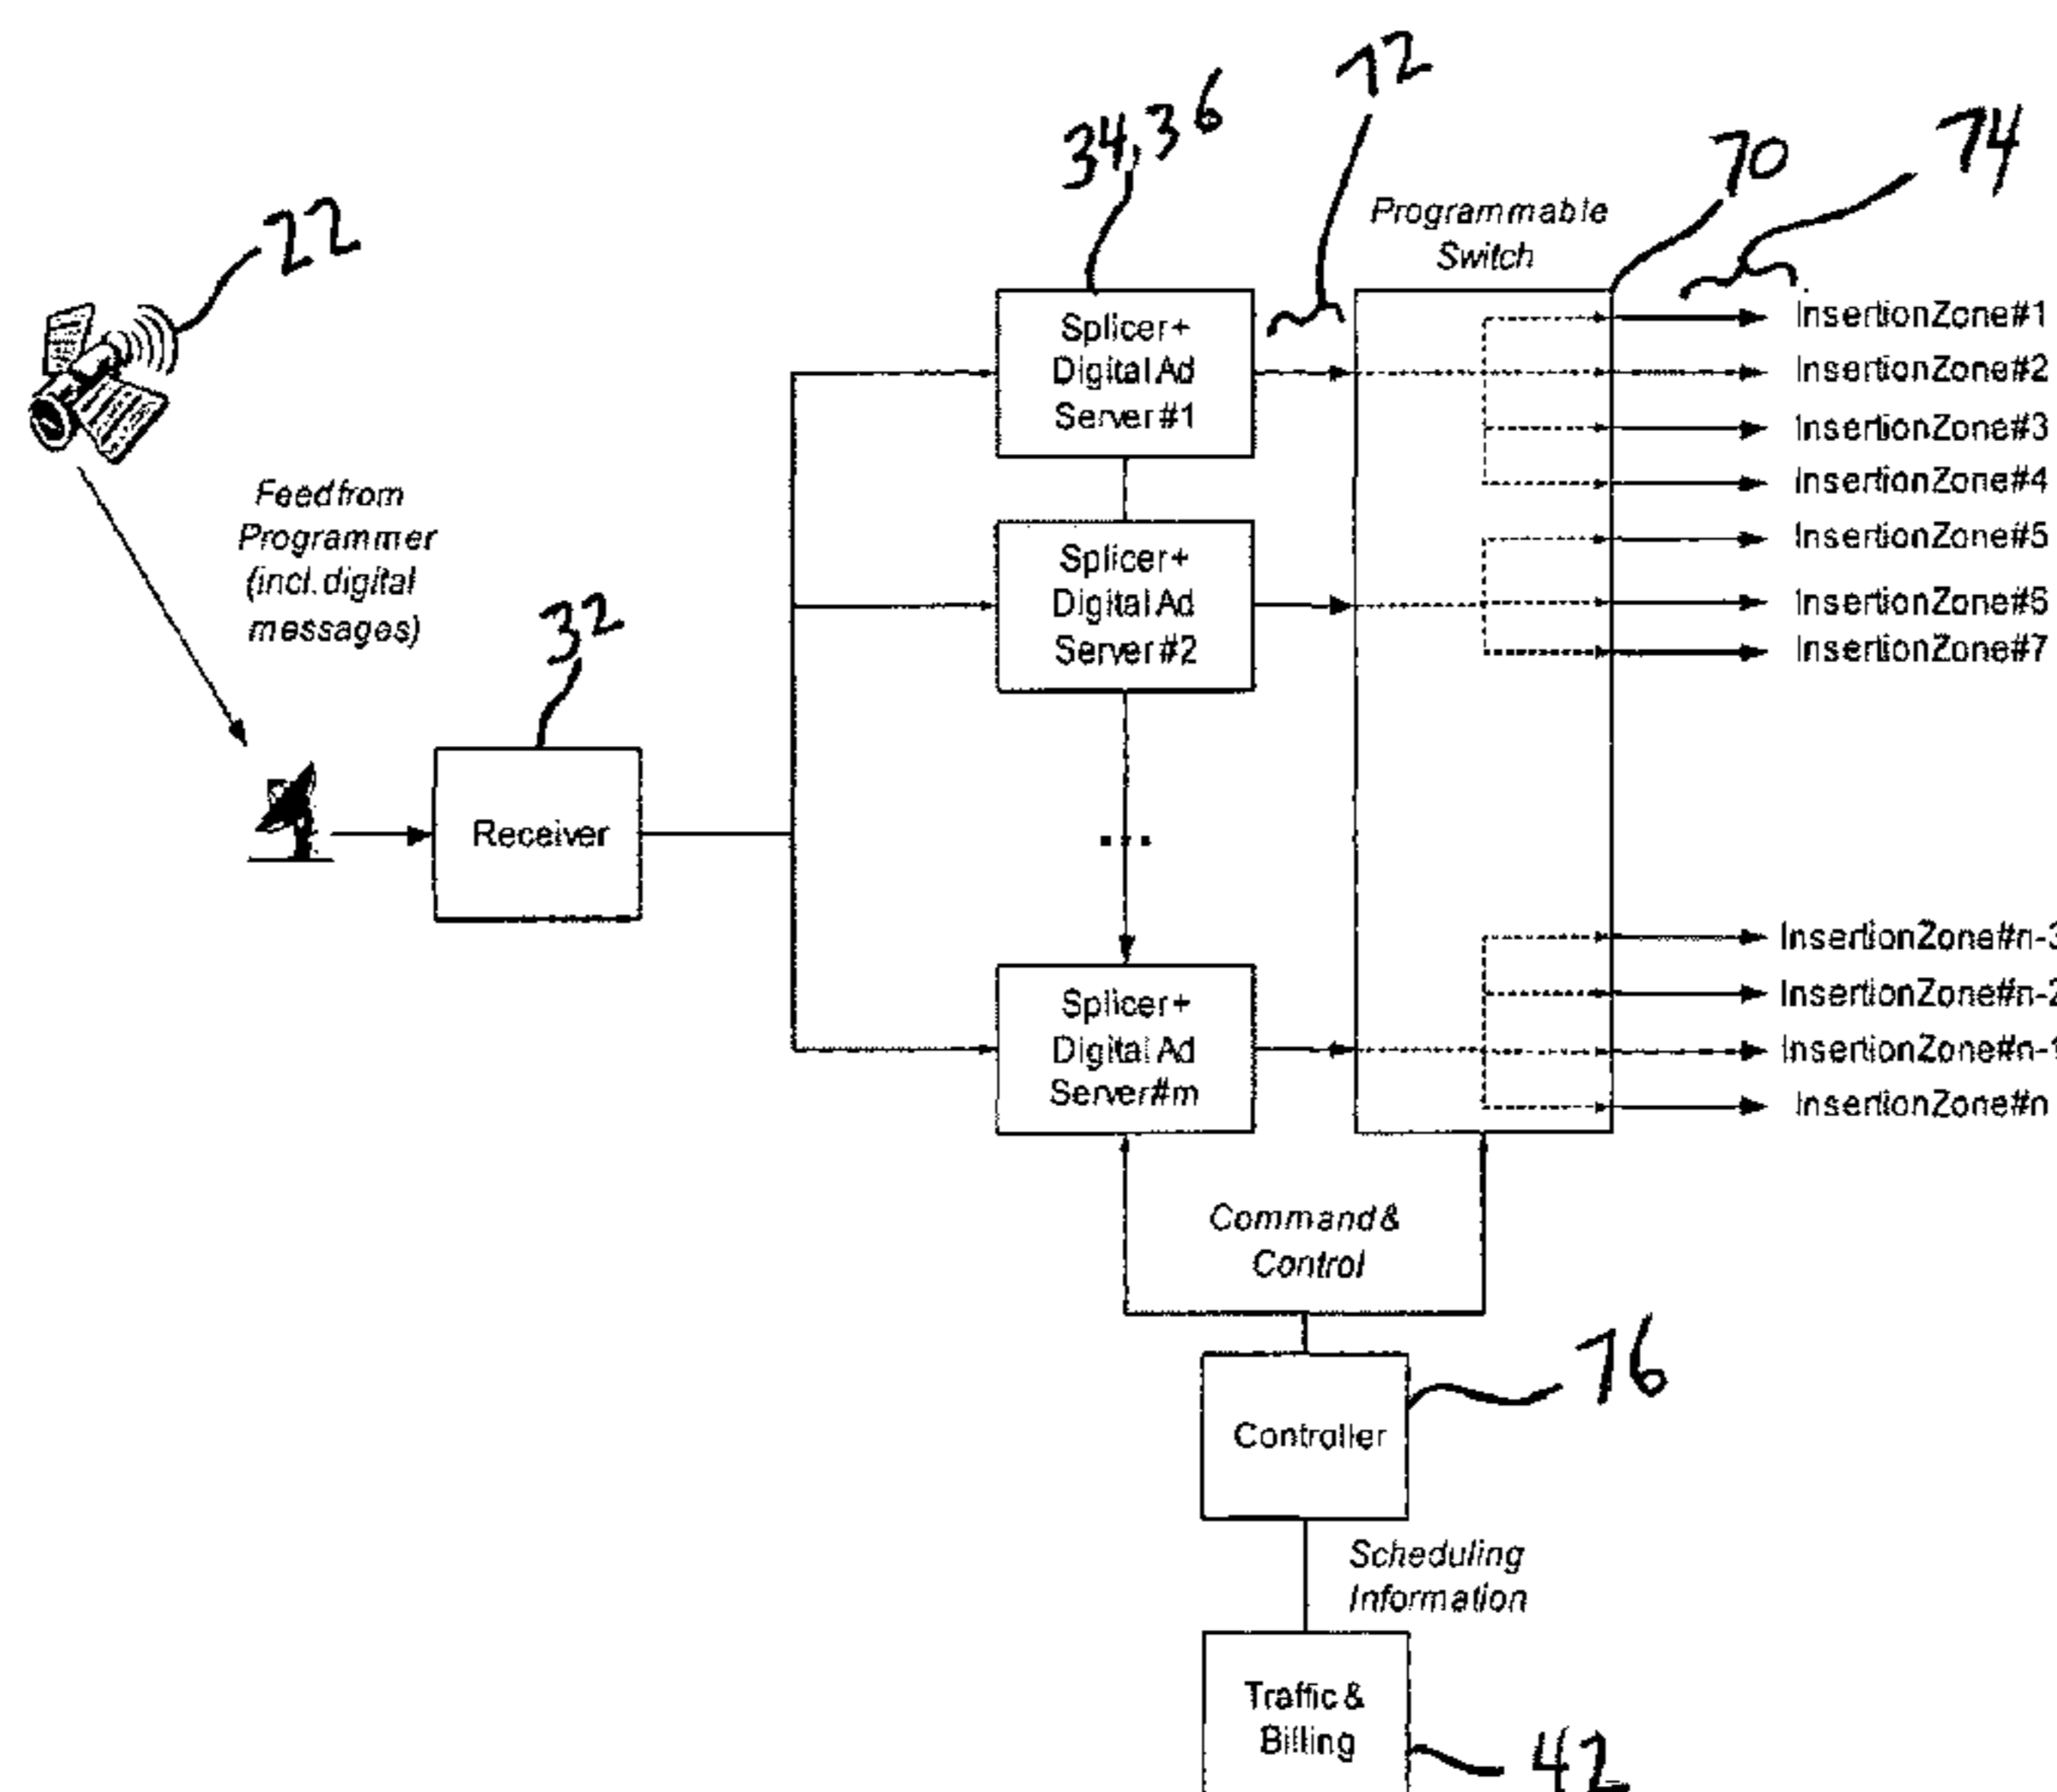 72
34,36
70
74
22
Programmable
Switch
Splicer+
Digital Ad
Server#1
InsertionZone#1
InsertionZone#2
InsertionZone#3
InsertionZone#4
Feedfrom
Programmer
(incl.digital
messages)
Splicer+
Digital Ad
Server#2
InsertionZone#5
InsertionZone#6
InsertionZone#7
32
Receiver
...
Splicer+
Digital Ad
Server#m
InsertionZone#n-3
InsertionZone#n-2
InsertionZone#n-1
InsertionZone#n
Command&
Control
76
Controller
Scheduling
Information
Traffic&
Billing
42